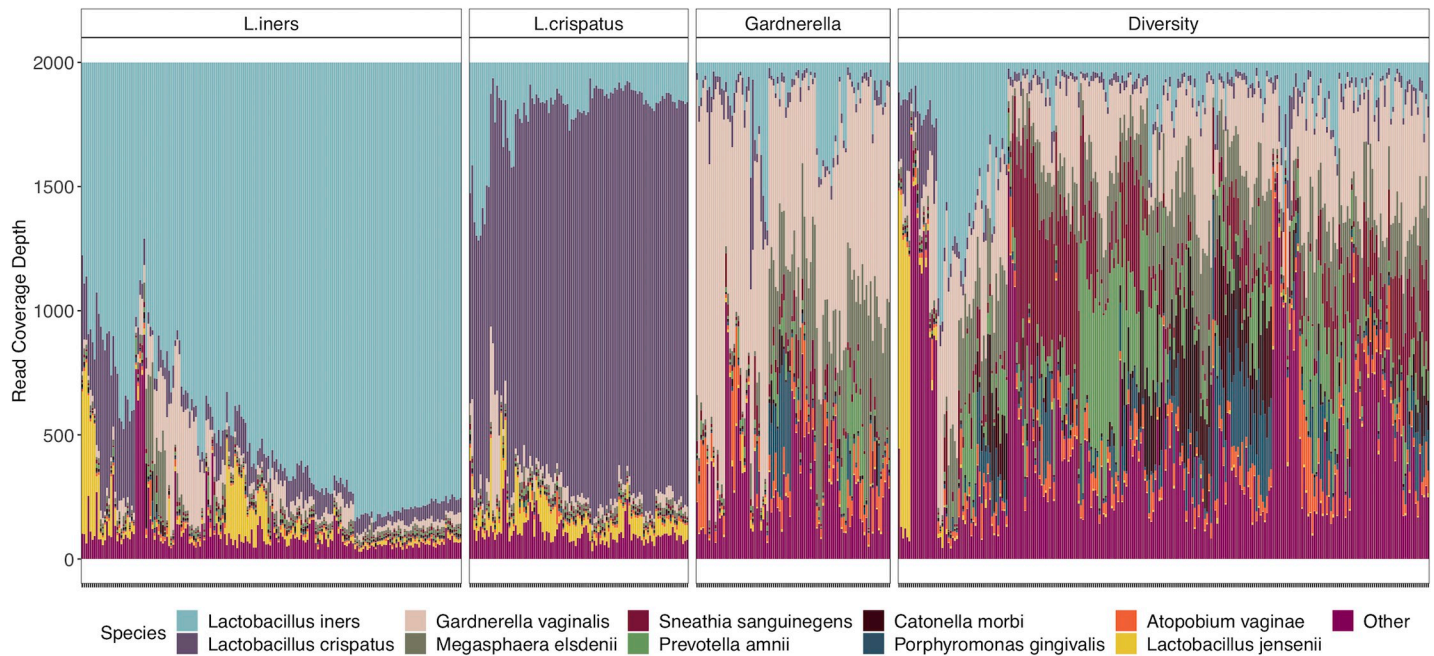 L.iners L.crispatus Gardnerella Diversity
2000
1500
1000
500
0
Read Coverage Depth
Species
Lactobacillus iners Gardnerella vaginalis Sneathia sanguinegens Catonella morbi Atopobium vaginae Other
Lactobacillus crispatus Megasphaera elsdenii Prevotella amnii Porphyromonas gingivalis Lactobacillus jensenii